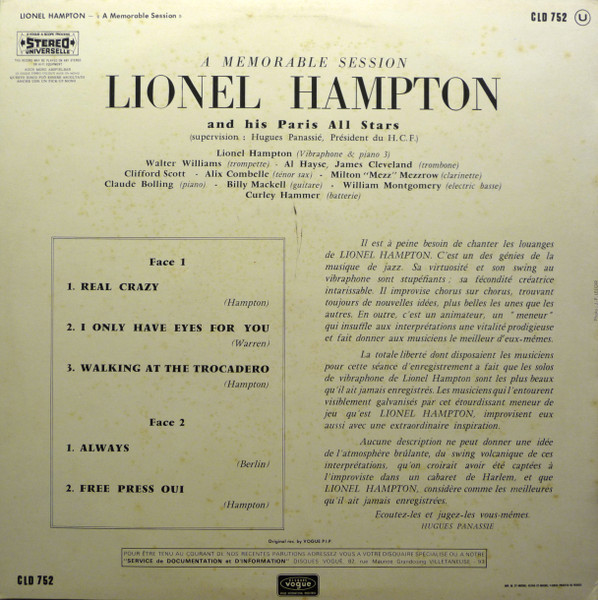 LIONEL HAMPTON — « A Memorable Session »
CLD 752 U
STEREO
UNIVERSELLE
A MEMORABLE SESSION
LIONEL HAMPTON
and his Paris All Stars
(supervision : Hugues Panassié, Président du H.C.F.)
Lionel Hampton (Vibraphone & piano 3)
Walter Williams (trompette) - Al Hayse, James Cleveland (trombone)
Clifford Scott - Alix Combelle (ténor sax) - Milton "Mezz" Mezzrow (clarinette)
Claude Bolling (piano) - Billy Mackell (guitare) - William Montgomery (electric basse)
Curley Hammer (batterie)
Face 1
1. REAL CRAZY
(Hampton)
2. I ONLY HAVE EYES FOR YOU
(Warren)
3. WALKING AT THE TROCADERO
(Hampton)
Face 2
1. ALWAYS
(Berlin)
2. FREE PRESS OUI
(Hampton)
Il est à peine besoin de chanter les louanges
de LIONEL HAMPTON. C'est un des génies de la
musique de jazz. Sa virtuosité et son swing au
vibraphone sont stupéfiants ; sa fécondité créatrice
intarissable. Il improvise chorus sur chorus, trouvant
toujours de nouvelles idées, plus belles les unes que les
autres. En outre, c'est un animateur, un "meneur"
qui insuffle aux interprétations une vitalité prodigieuse
et fait donner aux musiciens le meilleur d'eux-mêmes.
La totale liberté dont disposaient les musiciens
pour cette séance d'enregistrement a fait que les solos
de vibraphone de Lionel Hampton sont les plus beaux
qu'il ait jamais enregistrés. Les musiciens qui l'entourent
visiblement galvanisés par cet étourdissant meneur de
jeu qu'est LIONEL HAMPTON, improvisent eux
aussi avec une extraordinaire inspiration.
Aucune description ne peut donner une idée
de l'atmosphère brûlante, du swing volcanique de ces
interprétations, qu'on croirait avoir été captées à
l'improviste dans un cabaret de Harlem, et que
LIONEL HAMPTON, considère comme les meilleures
qu'il ait jamais enregistrées.
Ecoutez-les et jugez-les vous-mêmes.
HUGUES PANASSIE
Original rec. by VOGUE P.I.P.
POUR ÊTRE TENU AU COURANT DE NOS RECENTES PARUTIONS ADRESSEZ VOUS A VOTRE DISQUAIRE SPECIALISE OU A NOTRE
"SERVICE de DOCUMENTATION et D'INFORMATION" DISQUES VOGUE, 82, rue Maurice Grandcoing VILLETANEUSE, - 93
CLD 752
vogue